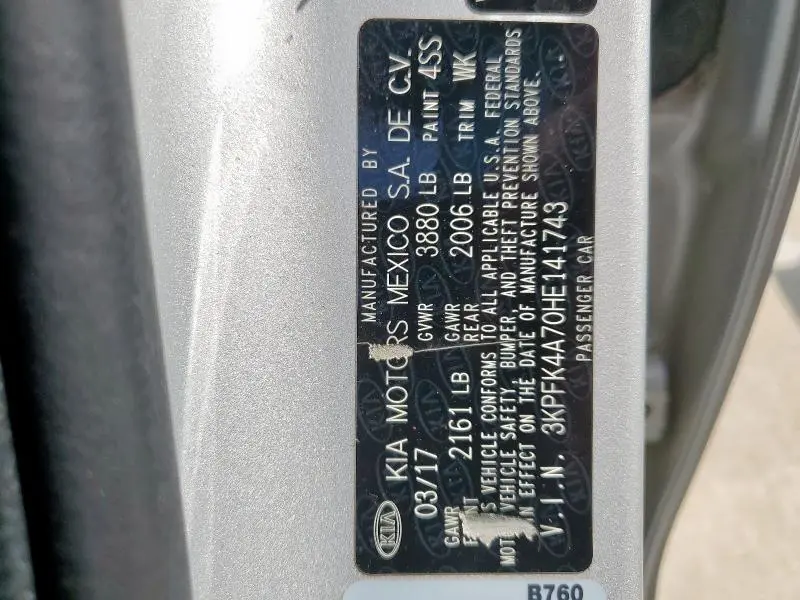 KIA
MANUFACTURED BY
KIA MOTORS MEXICO S.A. DE C.V.
03/17 GVWR 3880 LB PAINT 4SS
GAWR 2161 LB GAWR 2006 LB TRIM WK
REAR
VEHICLE CONFORMS TO ALL APPLICABLE U.S.A. FEDERAL
VEHICLE SAFETY, BUMPER, AND THEFT PREVENTION STANDARDS
IN EFFECT ON THE DATE OF MANUFACTURE SHOWN ABOVE.
V.I.N. 3KPFK4A70HE141743
PASSENGER CAR
B760